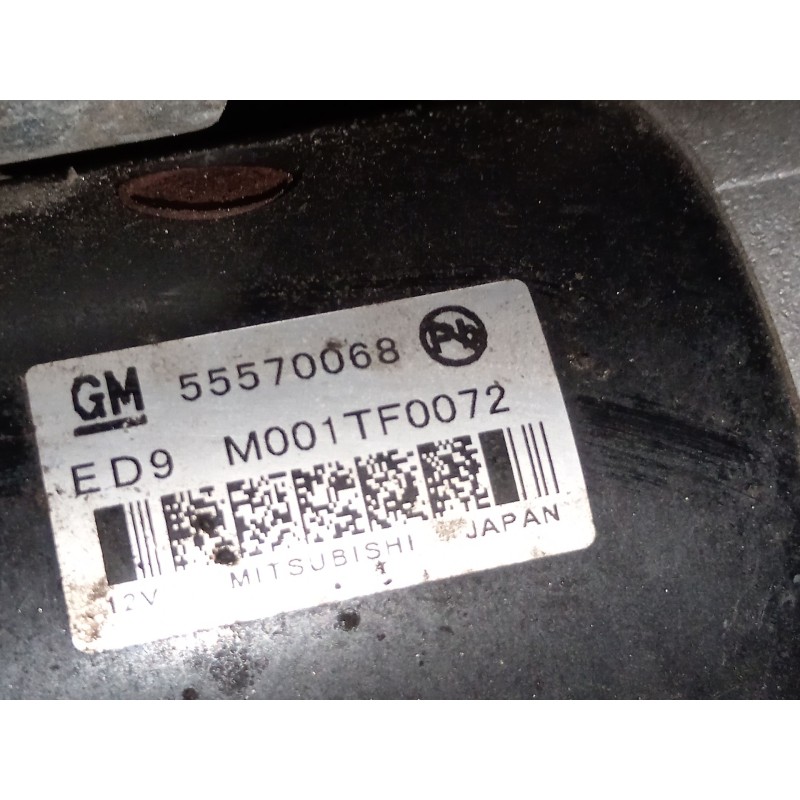 GM 55570068 Pb
ED9 M001TF0072
12V MITSUBISHI JAPAN